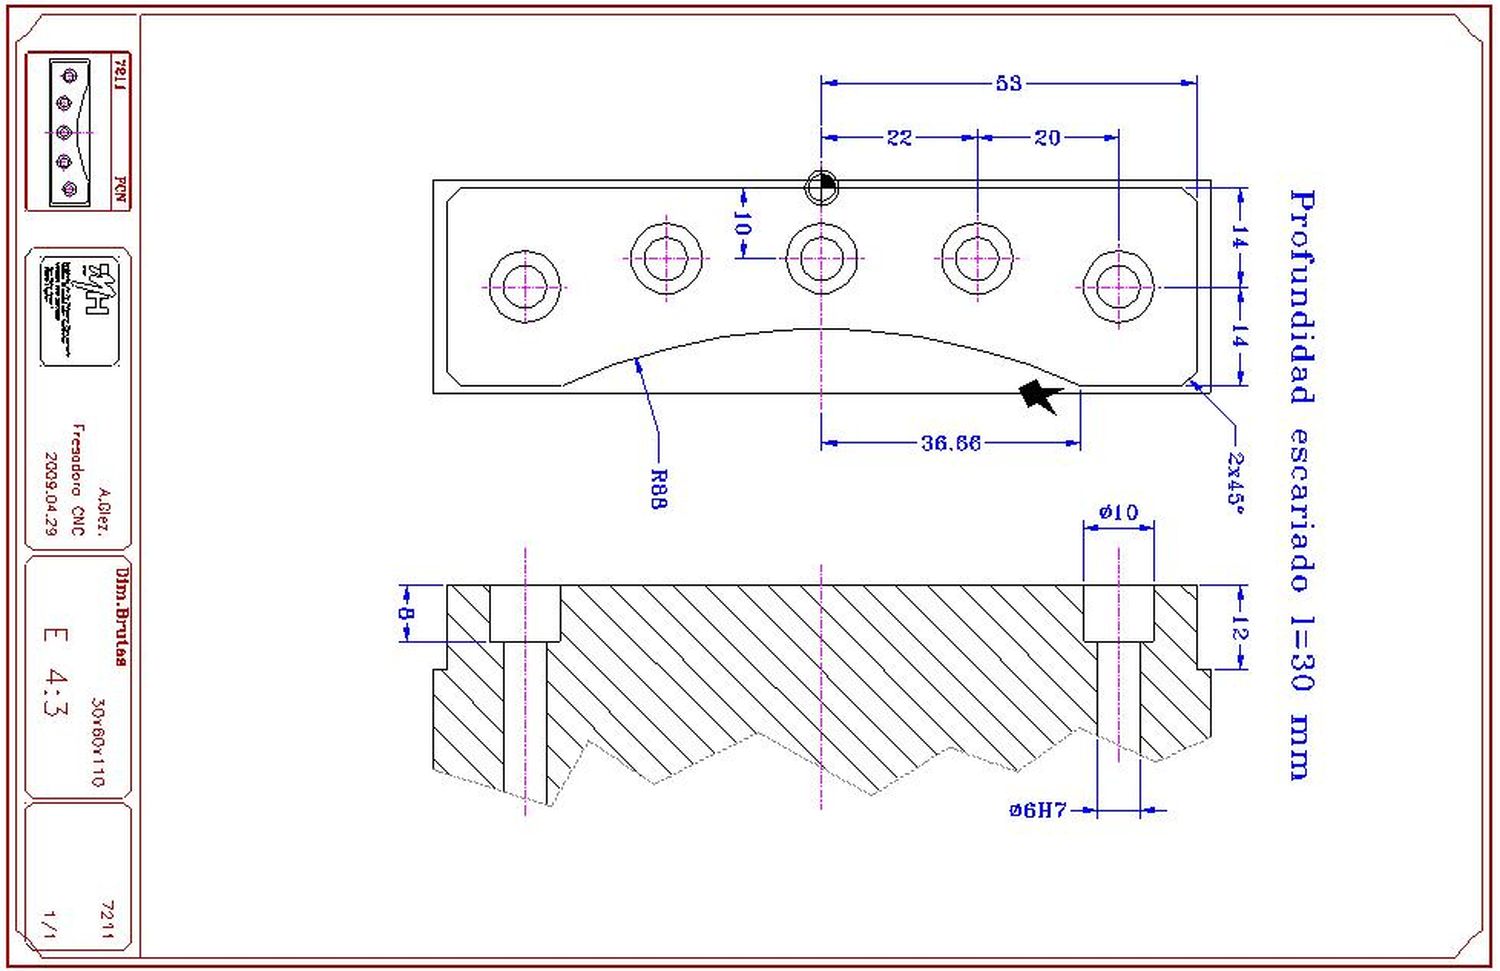 53
22
20
10
14
14
36.66
R88
2x45°
Profundidad escariado l=30 mm
ø10
8
12
ø6H7
7211
FCN
A.Glez.
Fresadora CNC
2009.04.29
Dim.Brutas
30x60x110
E 4:3
7211
1/1